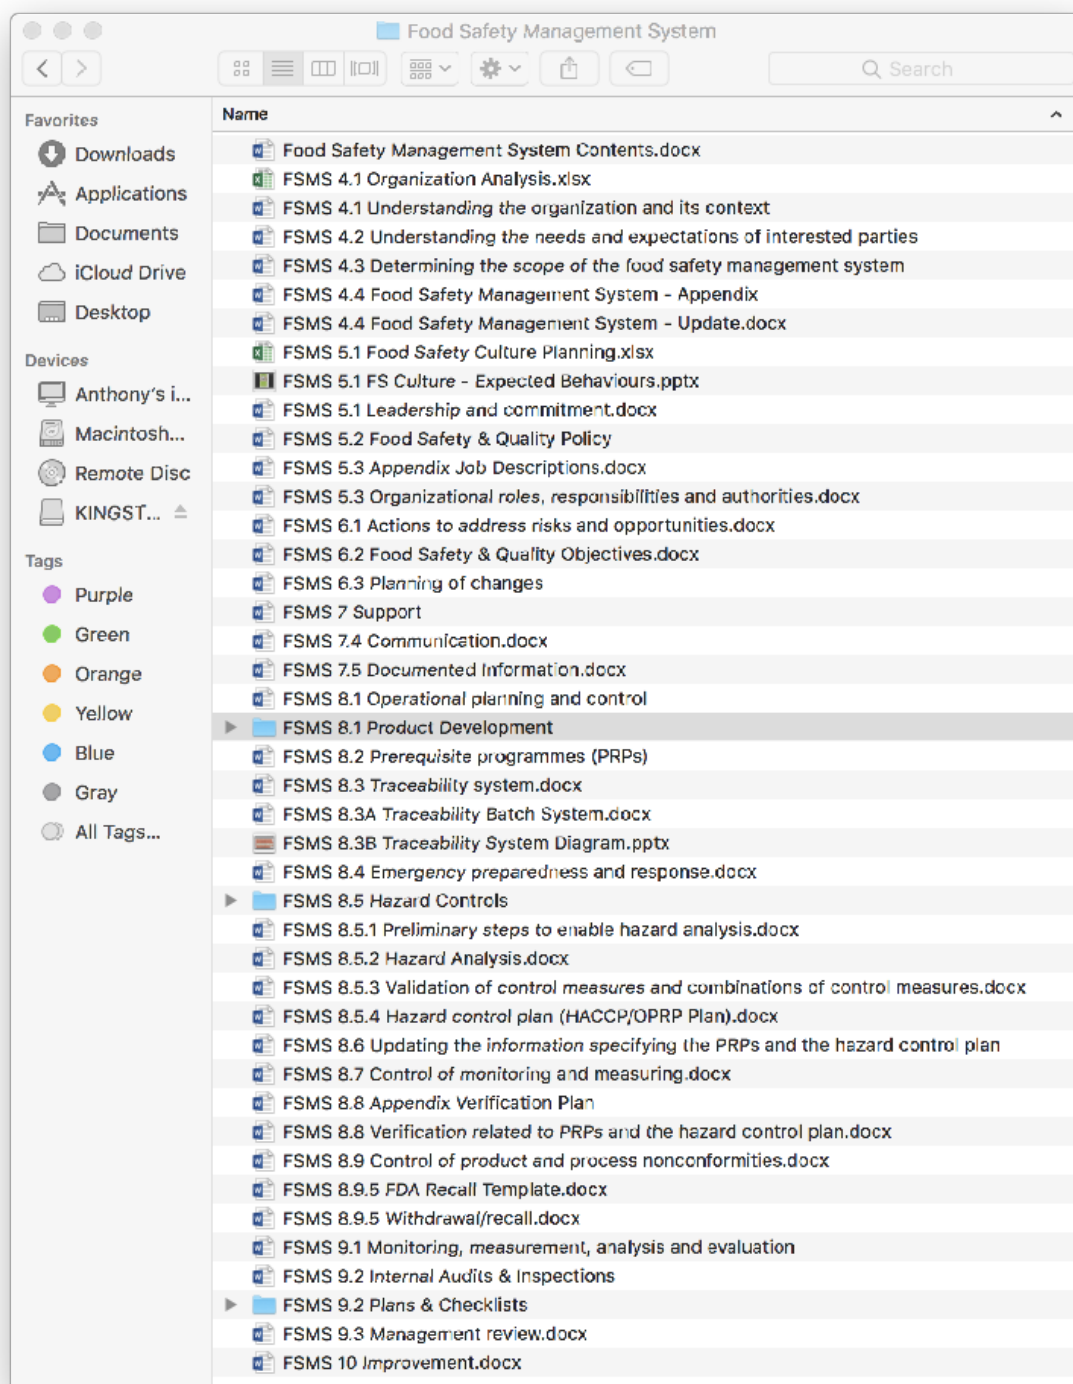 Food Safety Management System
Search
Favorites
Downloads
Applications
Documents
iCloud Drive
Desktop
Devices
Anthony's i...
Macintosh...
Remote Disc
KINGST...
Tags
Purple
Green
Orange
Yellow
Blue
Gray
All Tags...
Name
Food Safety Management System Contents.docx
FSMS 4.1 Organization Analysis.xlsx
FSMS 4.1 Understanding the organization and its context
FSMS 4.2 Understanding the needs and expectations of interested parties
FSMS 4.3 Determining the scope of the food safety management system
FSMS 4.4 Food Safety Management System - Appendix
FSMS 4.4 Food Safety Management System - Update.docx
FSMS 5.1 Food Safety Culture Planning.xlsx
FSMS 5.1 FS Culture - Expected Behaviours.pptx
FSMS 5.1 Leadership and commitment.docx
FSMS 5.2 Food Safety & Quality Policy
FSMS 5.3 Appendix Job Descriptions.docx
FSMS 5.3 Organizational roles, responsibilities and authorities.docx
FSMS 6.1 Actions to address risks and opportunities.docx
FSMS 6.2 Food Safety & Quality Objectives.docx
FSMS 6.3 Planning of changes
FSMS 7 Support
FSMS 7.4 Communication.docx
FSMS 7.5 Documented Information.docx
FSMS 8.1 Operational planning and control
FSMS 8.1 Product Development
FSMS 8.2 Prerequisite programmes (PRPs)
FSMS 8.3 Traceability system.docx
FSMS 8.3A Traceability Batch System.docx
FSMS 8.3B Traceability System Diagram.pptx
FSMS 8.4 Emergency preparedness and response.docx
FSMS 8.5 Hazard Controls
FSMS 8.5.1 Preliminary steps to enable hazard analysis.docx
FSMS 8.5.2 Hazard Analysis.docx
FSMS 8.5.3 Validation of control measures and combinations of control measures.docx
FSMS 8.5.4 Hazard control plan (HACCP/OPRP Plan).docx
FSMS 8.6 Updating the information specifying the PRPs and the hazard control plan
FSMS 8.7 Control of monitoring and measuring.docx
FSMS 8.8 Appendix Verification Plan
FSMS 8.8 Verification related to PRPs and the hazard control plan.docx
FSMS 8.9 Control of product and process nonconformities.docx
FSMS 8.9.5 FDA Recall Template.docx
FSMS 8.9.5 Withdrawal/recall.docx
FSMS 9.1 Monitoring, measurement, analysis and evaluation
FSMS 9.2 Internal Audits & Inspections
FSMS 9.2 Plans & Checklists
FSMS 9.3 Management review.docx
FSMS 10 Improvement.docx